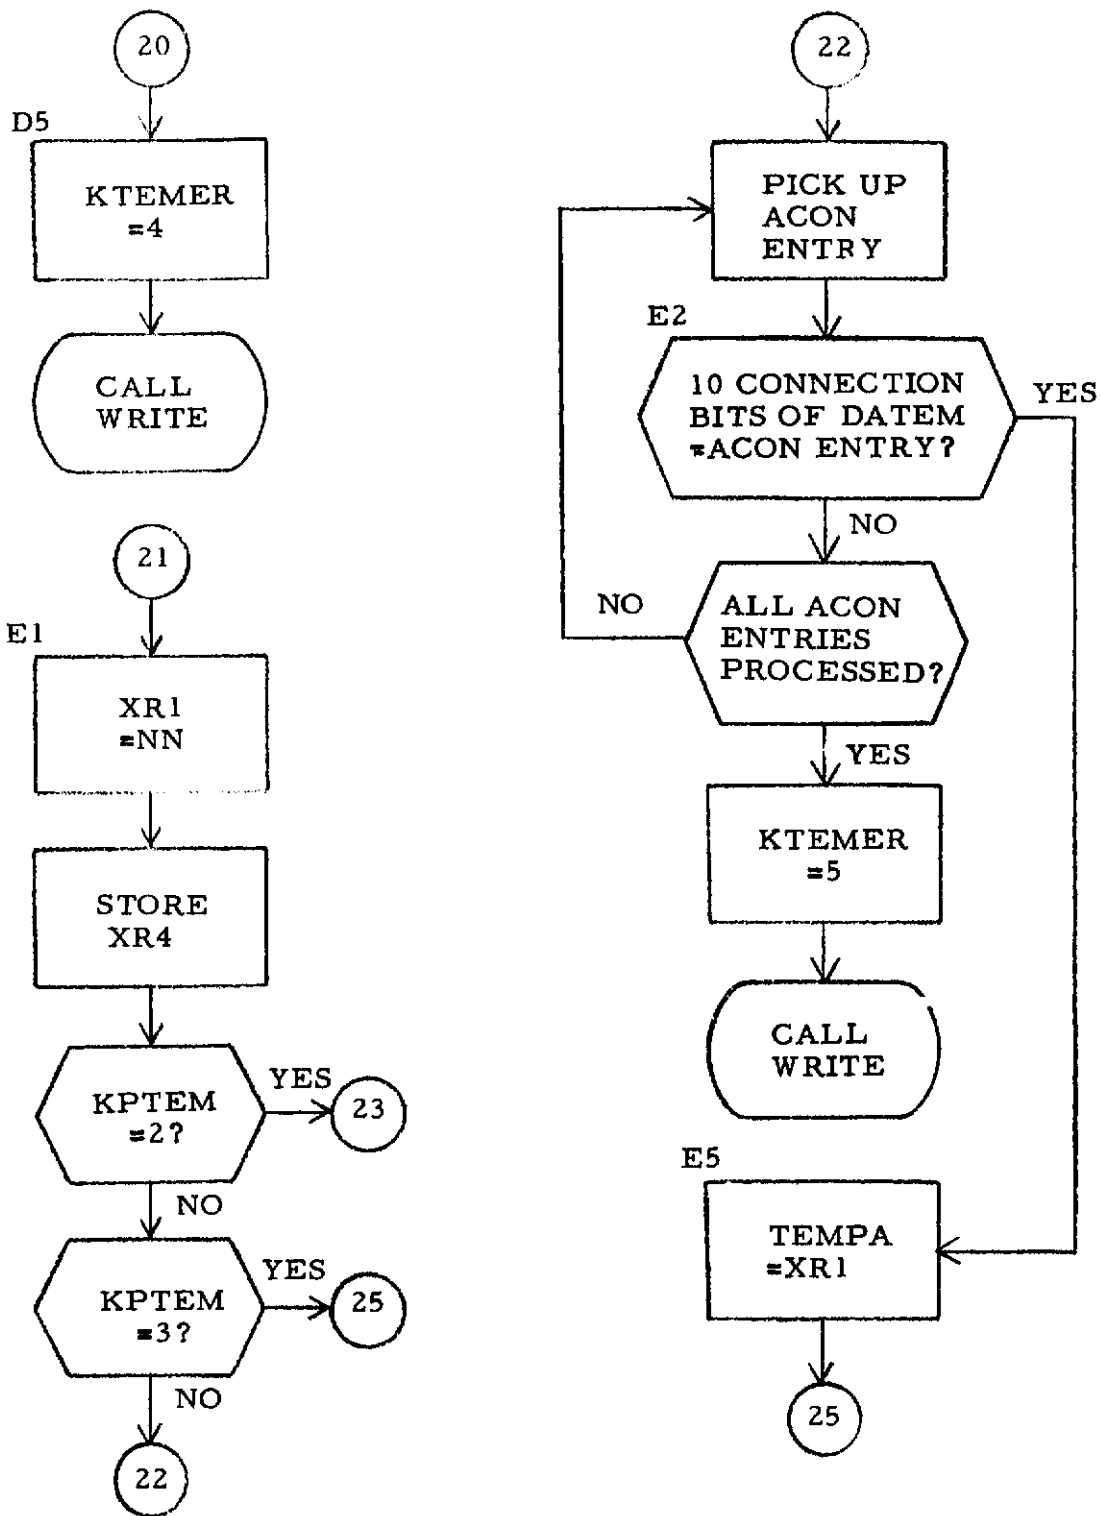 20
D5
KTEMER
=4
CALL
WRITE
21
E1
XR1
=NN
STORE
XR4
KPTEM
=2?
YES
23
NO
KPTEM
=3?
YES
25
NO
22
22
PICK UP
ACON
ENTRY
E2
10 CONNECTION
BITS OF DATEM
=ACON ENTRY?
YES
NO
ALL ACON
ENTRIES
PROCESSED?
NO
YES
KTEMER
=5
CALL
WRITE
E5
TEMPA
=XR1
25